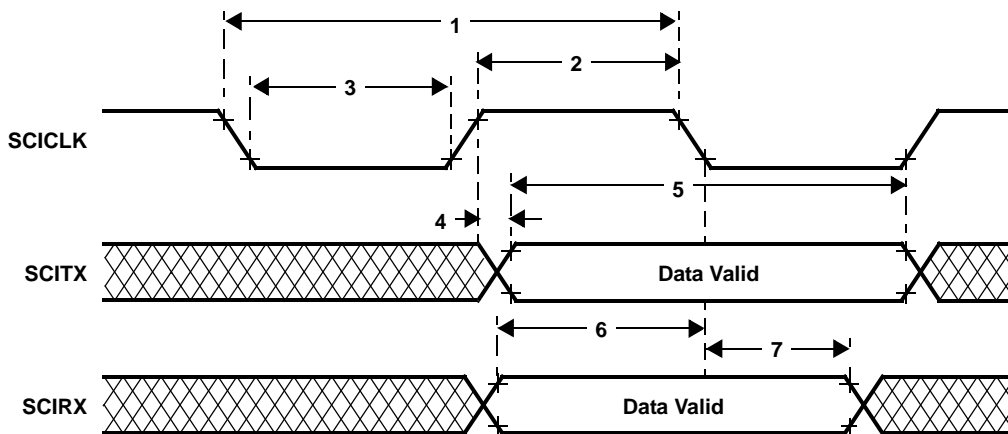 1
2
3
SCICLK
4
5
SCITX
Data Valid
6
7
SCIRX
Data Valid